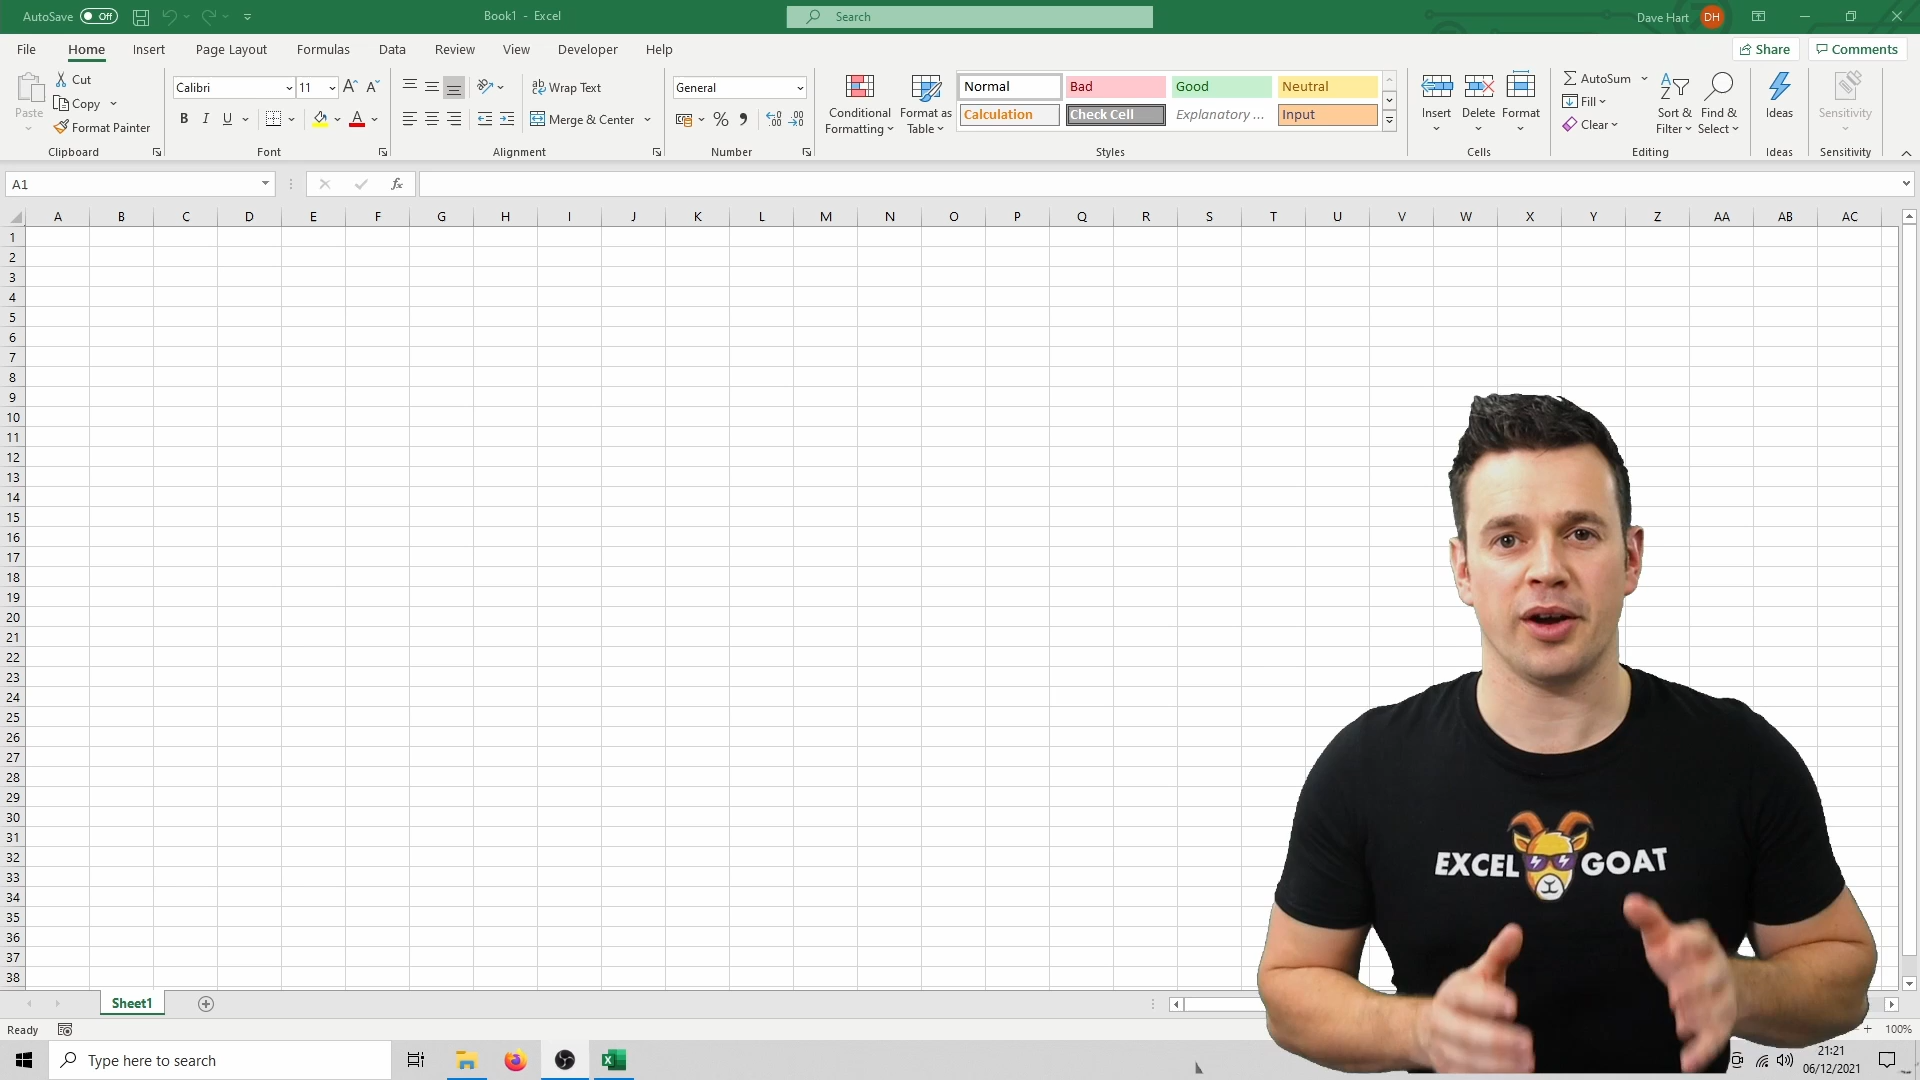 AutoSave Off
Book1 - Excel
Search
Dave Hart DH
File Home Insert Page Layout Formulas Data Review View Developer Help
Share Comments
Paste
Cut
Copy
Format Painter
Clipboard
Calibri 11
B I U
Font
Wrap Text
Merge & Center
Alignment
General
Number
Conditional Formatting
Format as Table
Normal Bad Good Neutral
Calculation Check Cell Explanatory ... Input
Styles
Insert Delete Format
Cells
AutoSum
Fill
Clear
Sort & Filter
Find & Select
Editing
Ideas
Ideas
Sensitivity
Sensitivity
A1
fx
A B C D E F G H I J K L M N O P Q R S T U V W X Y Z AA AB AC
1
2
3
4
5
6
7
8
9
10
11
12
13
14
15
16
17
18
19
20
21
22
23
24
25
26
27
28
29
30
31
32
33
34
35
36
37
38
EXCEL GOAT
Sheet1
Ready
100%
Type here to search
21:21
06/12/2021